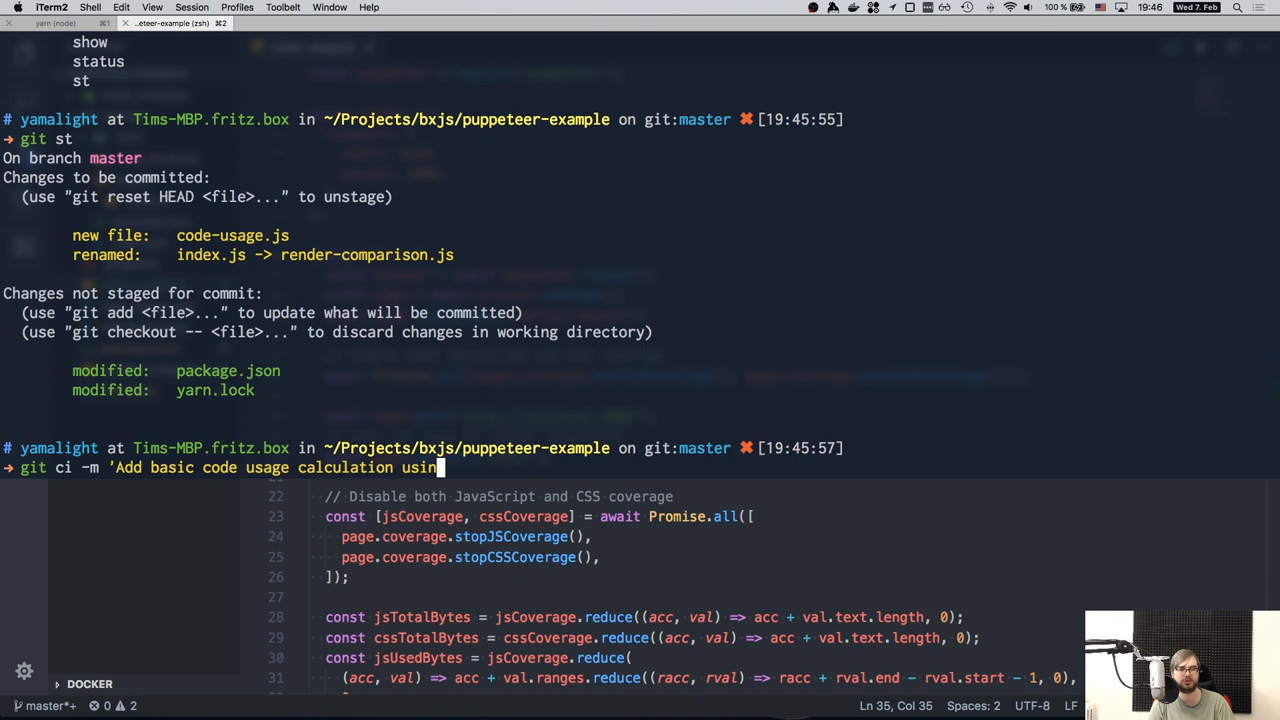 iTerm2 Shell Edit View Session Profiles Toolbelt Window Help 100 % 19:46 Wed 7. Feb
× yarn (node) ⌘1 × ..eteer-example (zsh) ⌘2
show
status
st
# yamalight at Tims-MBP.fritz.box in ~/Projects/bxjs/puppeteer-example on git:master ✖ [19:45:55]
→ git st
On branch master
Changes to be committed:
(use "git reset HEAD <file>..." to unstage)
new file: code-usage.js
renamed: index.js -> render-comparison.js
Changes not staged for commit:
(use "git add <file>..." to update what will be committed)
(use "git checkout -- <file>..." to discard changes in working directory)
modified: package.json
modified: yarn.lock
# yamalight at Tims-MBP.fritz.box in ~/Projects/bxjs/puppeteer-example on git:master ✖ [19:45:57]
→ git ci -m 'Add basic code usage calculation usin
22 // Disable both JavaScript and CSS coverage
23 const [jsCoverage, cssCoverage] = await Promise.all([
24 page.coverage.stopJSCoverage(),
25 page.coverage.stopCSSCoverage(),
26 ]);
27
28 const jsTotalBytes = jsCoverage.reduce((acc, val) => acc + val.text.length, 0);
29 const cssTotalBytes = cssCoverage.reduce((acc, val) => acc + val.text.length, 0);
30 const jsUsedBytes = jsCoverage.reduce(
31 (acc, val) => acc + val.ranges.reduce((racc, rval) => racc + rval.end - rval.start - 1, 0),
DOCKER
master*+ 0 2 Ln 35, Col 35 Spaces: 2 UTF-8 LF